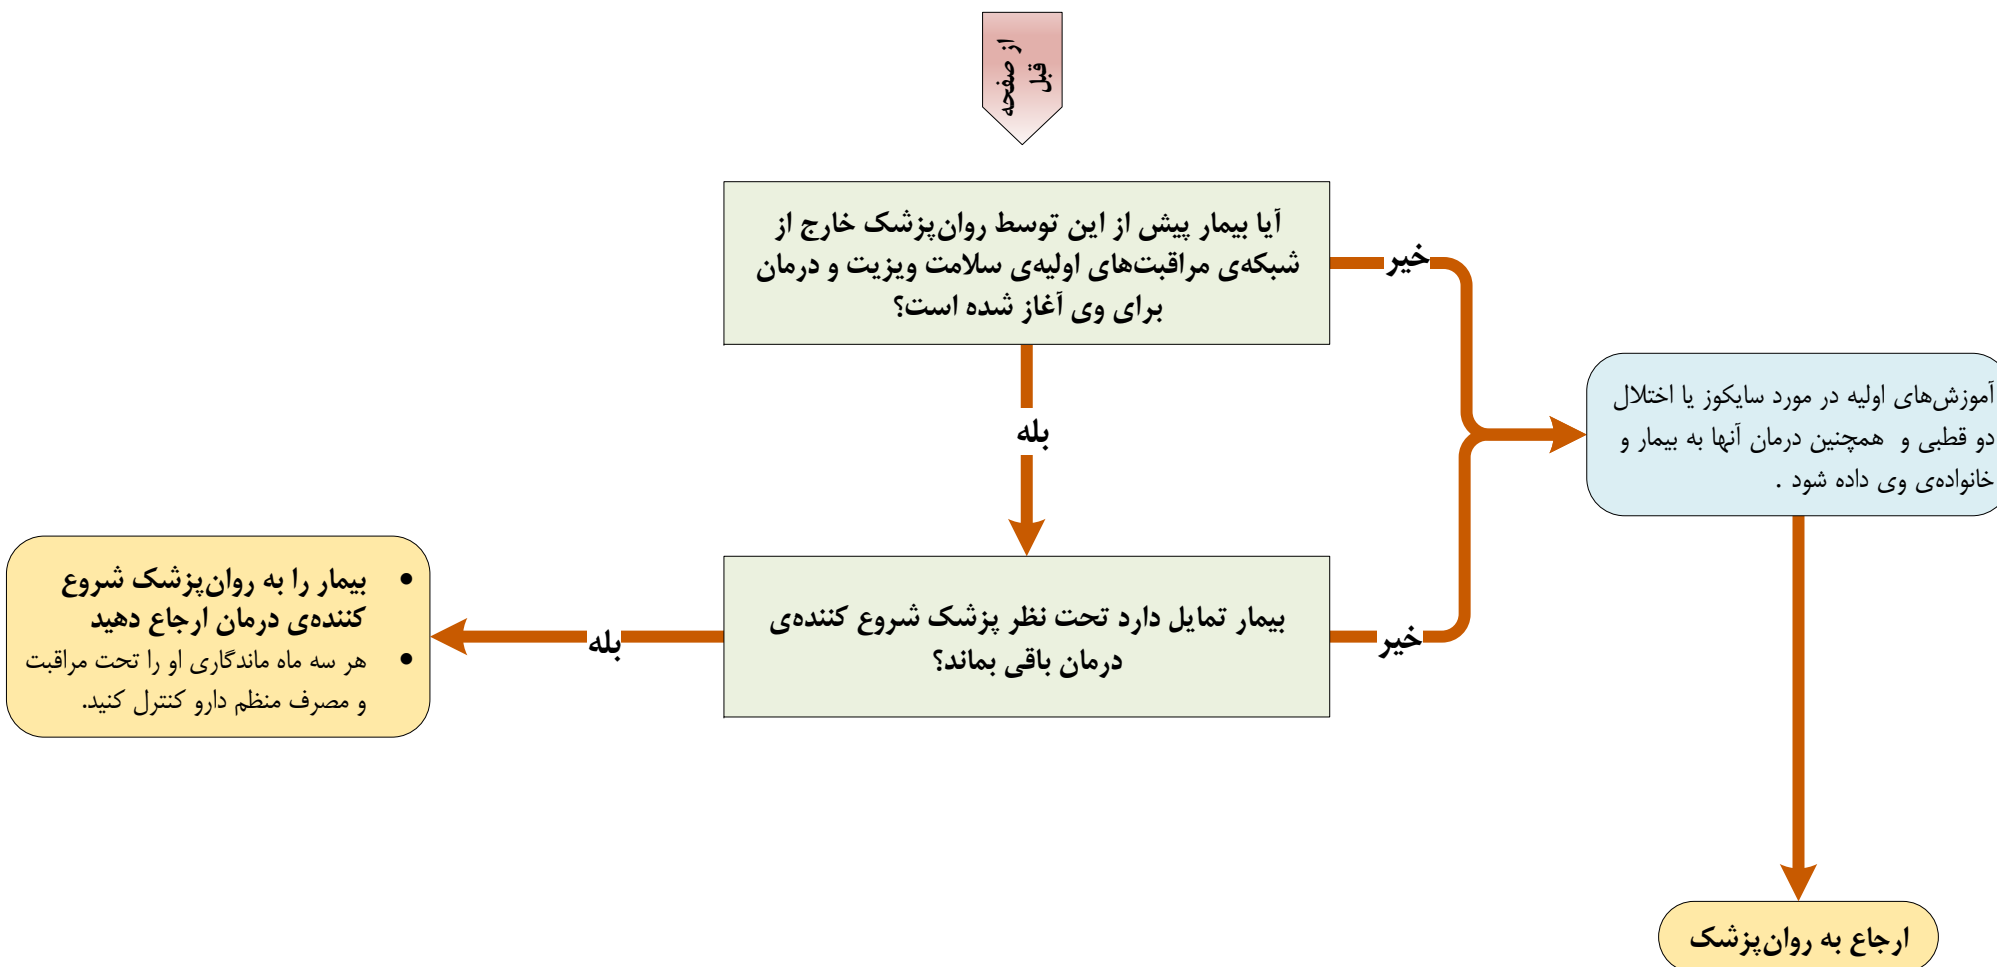 از صفحه
قبل
آیا بیمار پیش از این توسط روان‌پزشک خارج از
شبکه‌ی مراقبت‌های اولیه‌ی سلامت ویزیت و درمان
برای وی آغاز شده است؟
خیر
بله
آموزش‌های اولیه در مورد سایکوز یا اختلال
دو قطبی و همچنین درمان آنها به بیمار و
خانواده‌ی وی داده شود .
بیمار تمایل دارد تحت نظر پزشک شروع کننده‌ی
درمان باقی بماند؟
خیر
بله
• بیمار را به روان‌پزشک شروع
کننده‌ی درمان ارجاع دهید
• هر سه ماه ماندگاری او را تحت مراقبت
و مصرف منظم دارو کنترل کنید.
ارجاع به روان‌پزشک